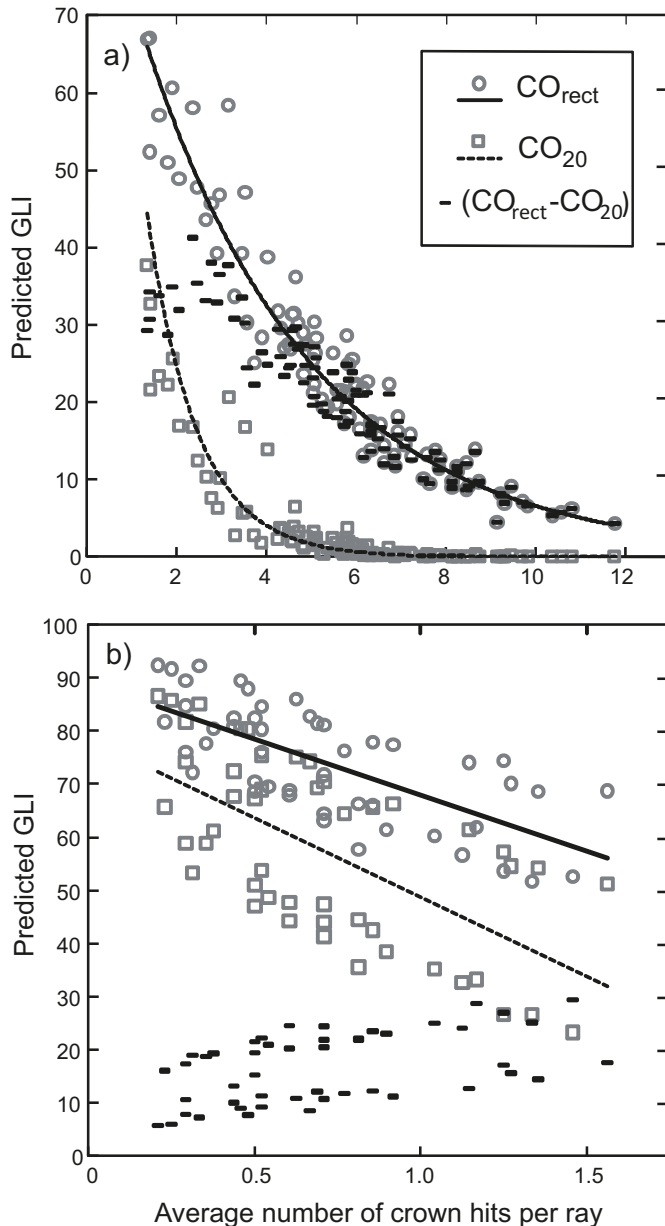 a)
CO_rect
CO_20
(CO_rect-CO_20)
Predicted GLI
70
60
50
40
30
20
10
0
0 2 4 6 8 10 12
b)
Predicted GLI
100
90
80
70
60
50
40
30
20
10
0
0 0.5 1.0 1.5
Average number of crown hits per ray